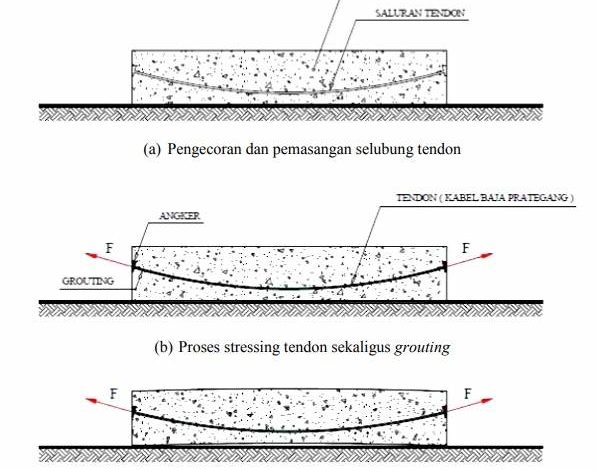 SALURAN TENDON
(a) Pengecoran dan pemasangan selubung tendon
TENDON ( KABEL BAJA PRATEGANG )
ANGKER
F
F
GROUTING
(b) Proses stressing tendon sekaligus grouting
F
F